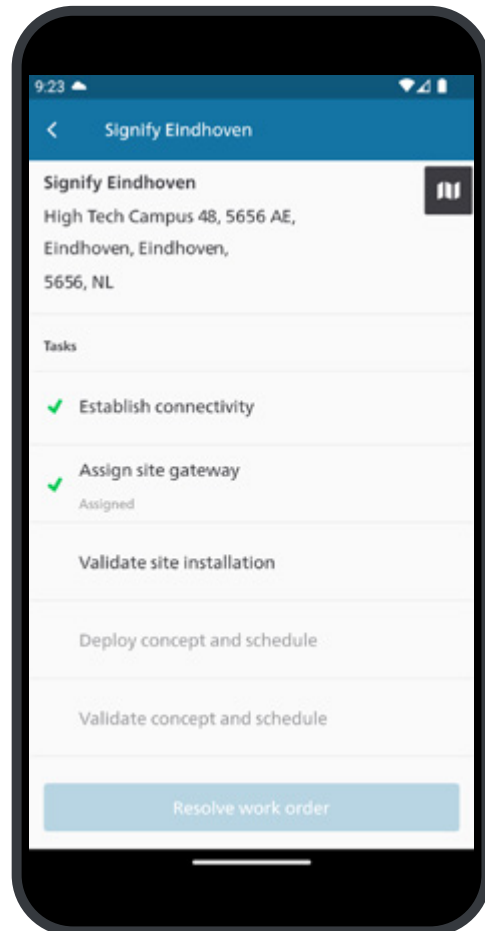 9:23
Signify Eindhoven
Signify Eindhoven
High Tech Campus 48, 5656 AE,
Eindhoven, Eindhoven,
5656, NL
Tasks
Establish connectivity
Assign site gateway
Assigned
Validate site installation
Deploy concept and schedule
Validate concept and schedule
Resolve work order